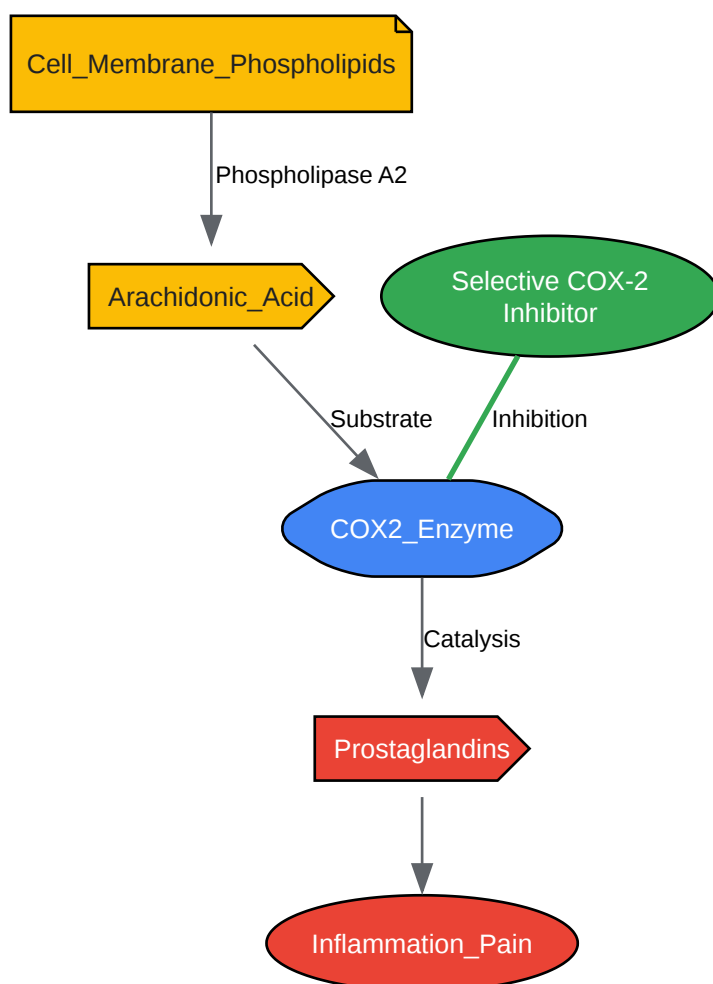 Cell_Membrane_Phospholipids
Phospholipase A2
Arachidonic_Acid
Selective COX-2
Inhibitor
Substrate
Inhibition
COX2_Enzyme
Catalysis
Prostaglandins
Inflammation_Pain